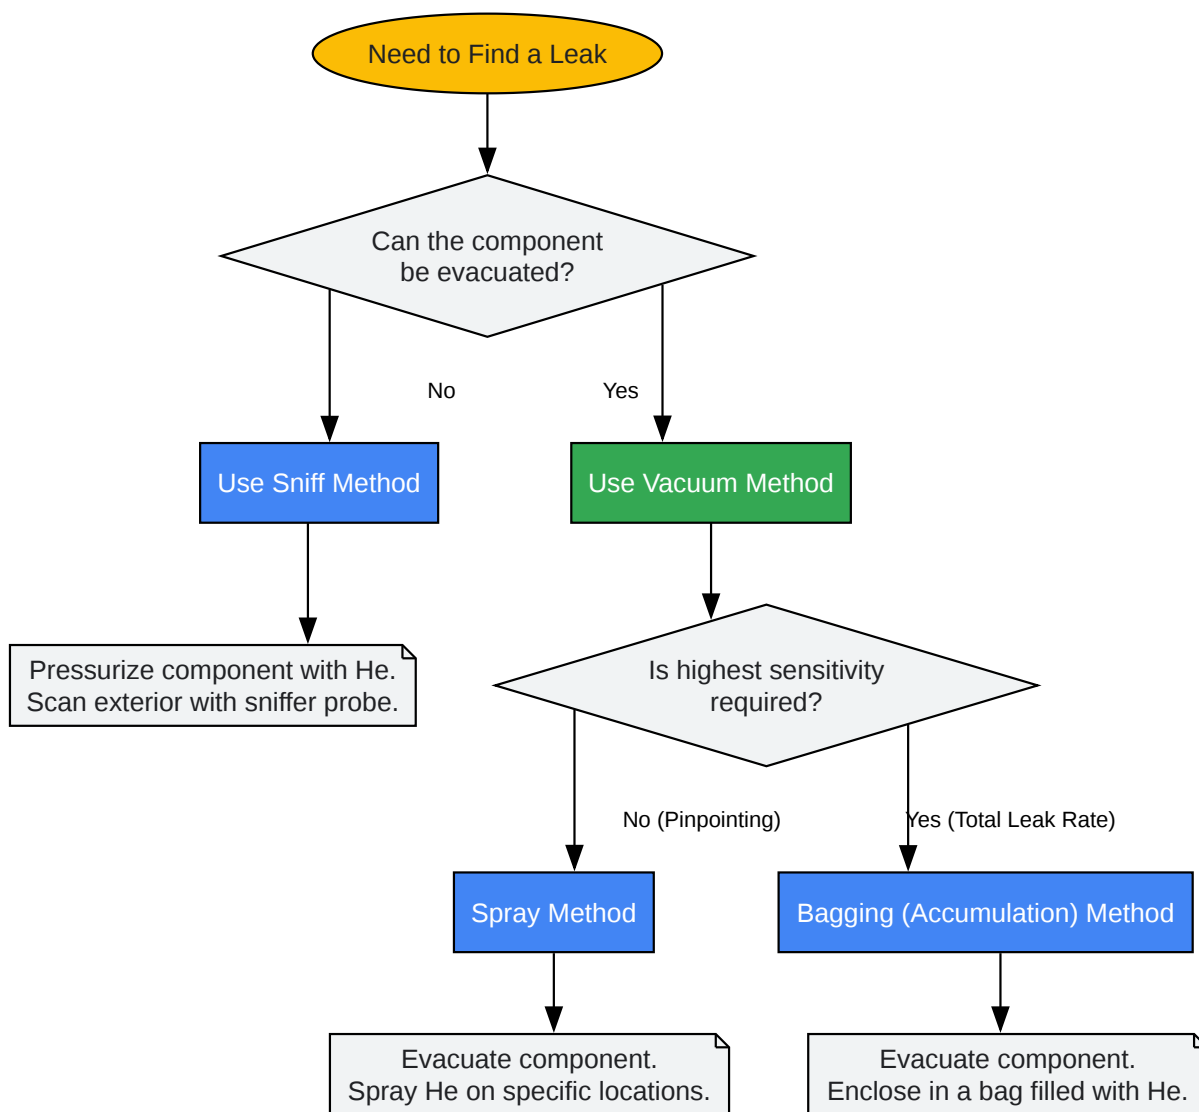 Need to Find a Leak
Can the component
be evacuated?
No
Yes
Use Sniff Method
Use Vacuum Method
Pressurize component with He.
Scan exterior with sniffer probe.
Is highest sensitivity
required?
No (Pinpointing)
Yes (Total Leak Rate)
Spray Method
Bagging (Accumulation) Method
Evacuate component.
Spray He on specific locations.
Evacuate component.
Enclose in a bag filled with He.